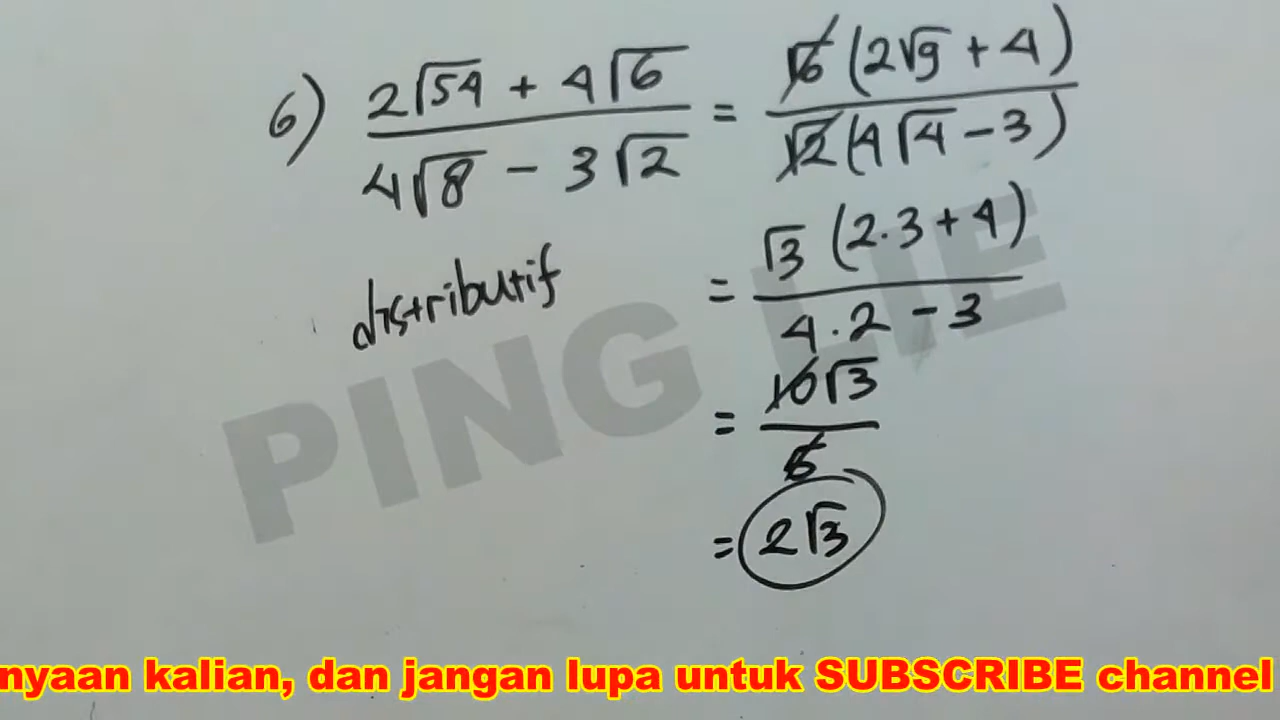 6) (2√54 + 4√6)/(4√8 - 3√2) = √6 (2√9 + 4)/√2 (4√4 - 3)
distributif
= √3 (2.3 + 4)/4.2 - 3
= 10√3/5
= 2√3
PING LIE
nyaan kalian, dan jangan lupa untuk SUBSCRIBE channel